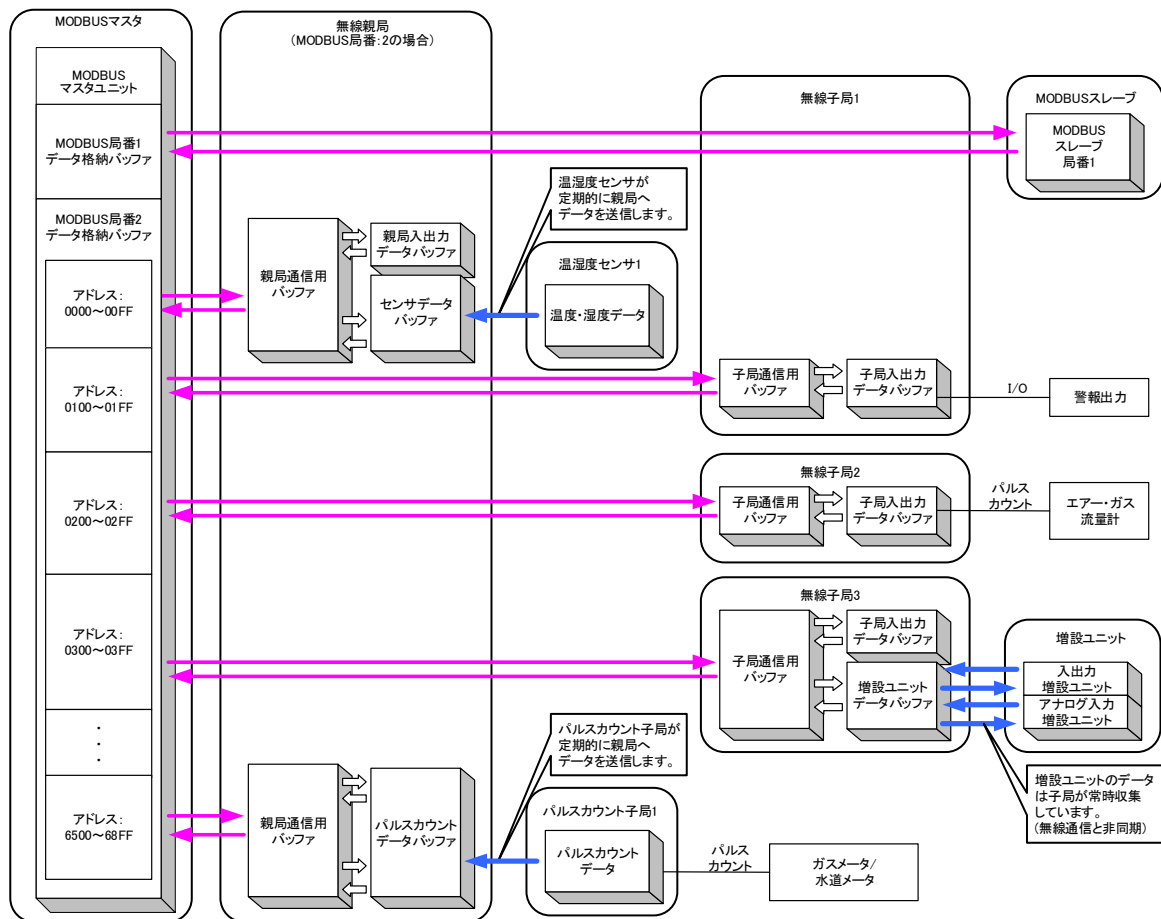 MODBUSマスタ
MODBUS
マスタユニット
MODBUS局番1
データ格納バッファ
MODBUS局番2
データ格納バッファ
アドレス:
0000～00FF
アドレス:
0100～01FF
アドレス:
0200～02FF
アドレス:
0300～03FF
・
・
・
アドレス:
6500～68FF
無線親局
(MODBUS局番:2の場合)
親局通信用
バッファ
親局入出力
データバッファ
センサデータ
バッファ
温湿度センサが
定期的に親局へ
データを送信します。
温湿度センサ1
温度・湿度データ
無線子局1
MODBUSスレーブ
MODBUS
スレーブ
局番1
子局通信用
バッファ
子局入出力
データバッファ
I/O
警報出力
無線子局2
子局通信用
バッファ
子局入出力
データバッファ
パルス
カウント
エアー・ガス
流量計
無線子局3
子局通信用
バッファ
子局入出力
データバッファ
増設ユニット
データバッファ
増設ユニット
入出力
増設ユニット
アナログ入力
増設ユニット
増設ユニットのデータ
は子局が常時収集
しています。
(無線通信と非同期)
親局通信用
バッファ
パルスカウント
データバッファ
パルスカウント子局が
定期的に親局へ
データを送信します。
パルスカウント子局1
パルスカウント
データ
パルス
カウント
ガスメータ/
水道メータ